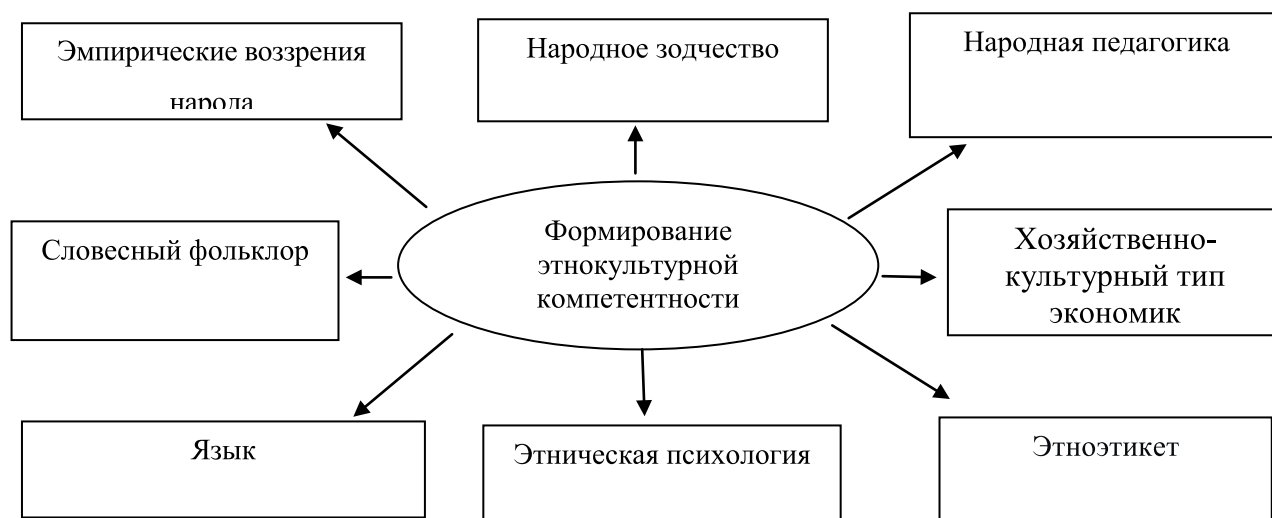 Эмпирические воззрения
народа
Народное зодчество
Народная педагогика
Словесный фольклор
Формирование
этнокультурной
компетентности
Хозяйственно-
культурный тип
экономик
Язык
Этническая психология
Этноэтикет